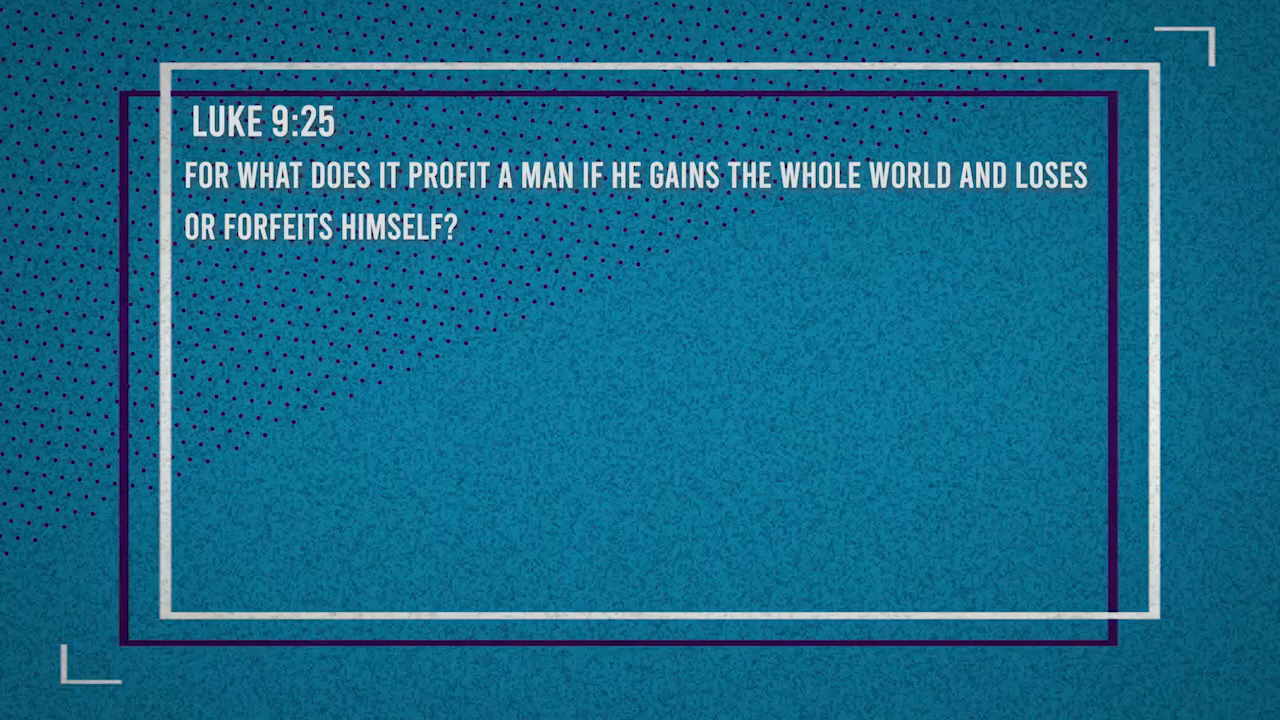 LUKE 9:25
FOR WHAT DOES IT PROFIT A MAN IF HE GAINS THE WHOLE WORLD AND LOSES
OR FORFEITS HIMSELF?